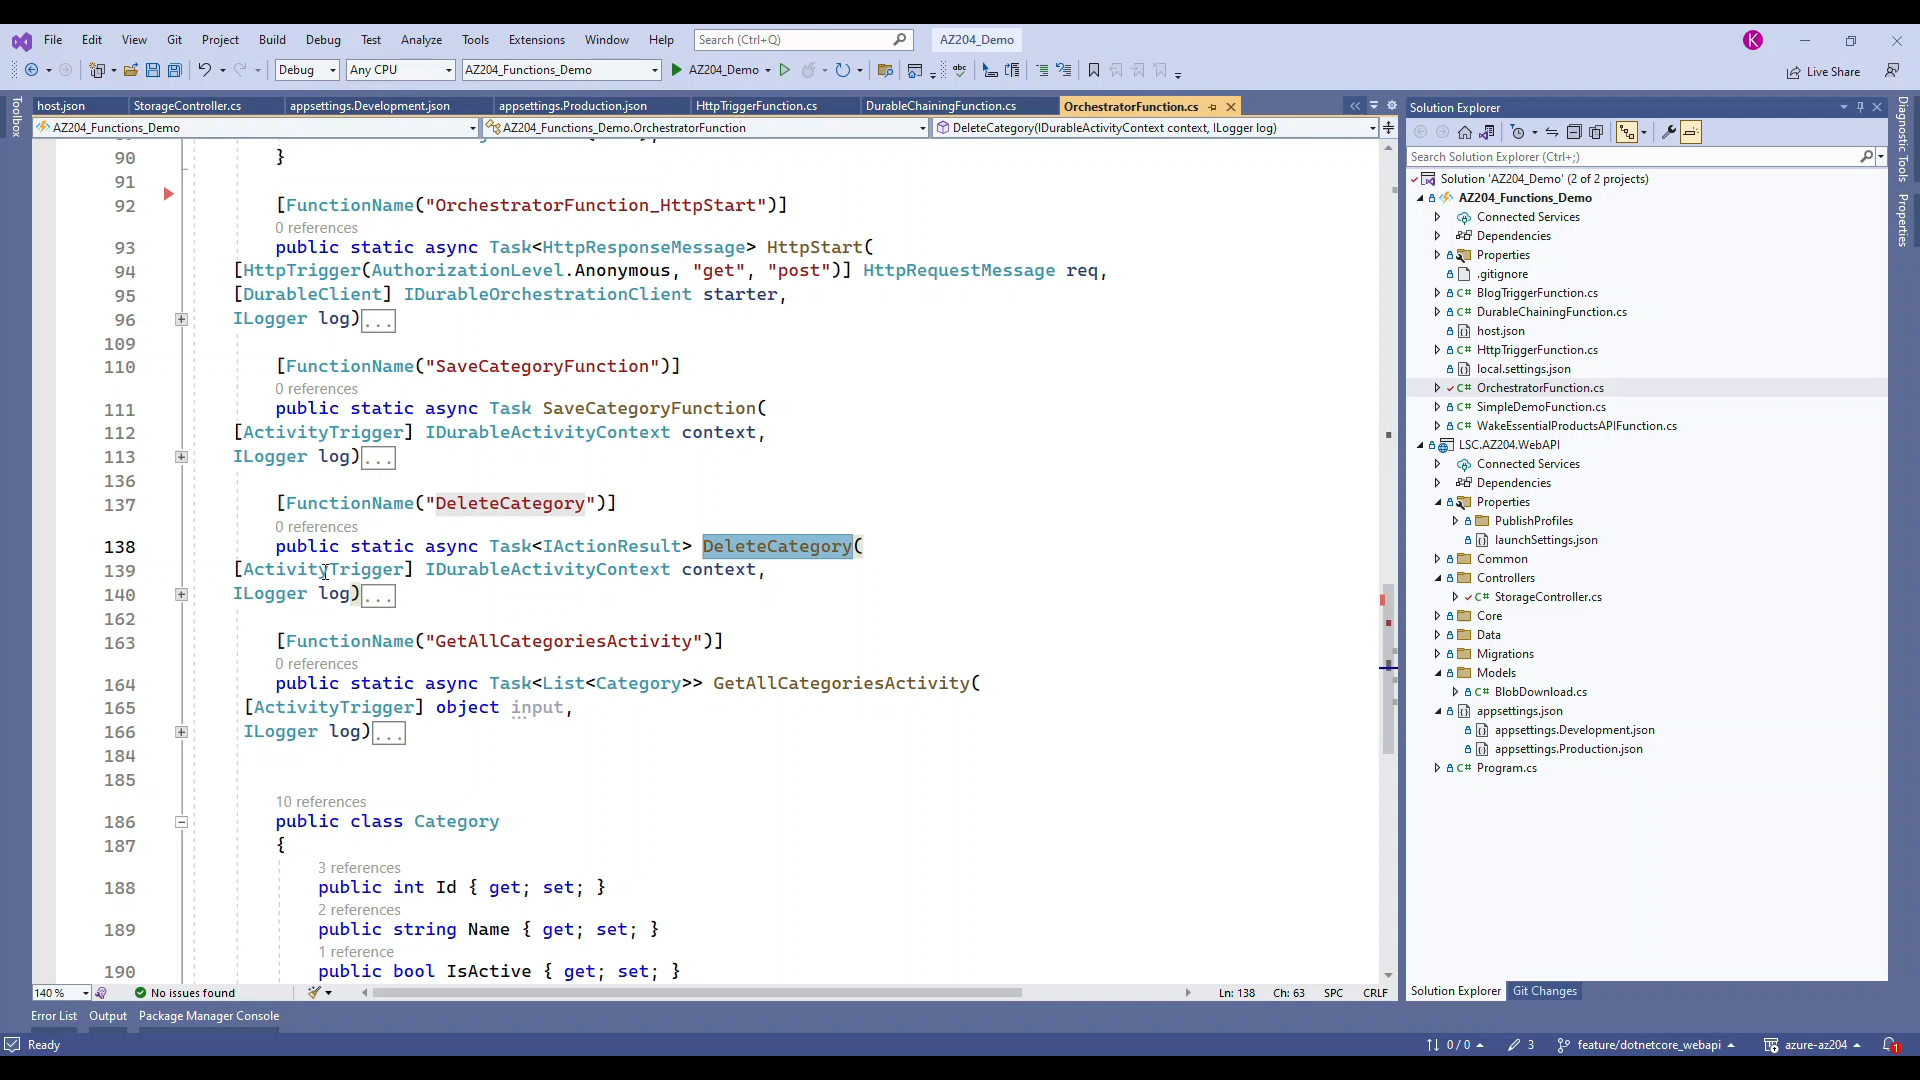 File Edit View Git Project Build Debug Test Analyze Tools Extensions Window Help Search (Ctrl+Q) AZ204_Demo K
Debug Any CPU AZ204_Functions_Demo AZ204_Demo Live Share
Toolbox
host.json StorageController.cs appsettings.Development.json appsettings.Production.json HttpTriggerFunction.cs DurableChainingFunction.cs OrchestratorFunction.cs
AZ204_Functions_Demo AZ204_Functions_Demo.OrchestratorFunction DeleteCategory(IDurableActivityContext context, ILogger log)
90 }
91
92 [FunctionName("OrchestratorFunction_HttpStart")]
0 references
93 public static async Task<HttpResponseMessage> HttpStart(
94 [HttpTrigger(AuthorizationLevel.Anonymous, "get", "post")] HttpRequestMessage req,
95 [DurableClient] IDurableOrchestrationClient starter,
96 ILogger log)...
109
110 [FunctionName("SaveCategoryFunction")]
0 references
111 public static async Task SaveCategoryFunction(
112 [ActivityTrigger] IDurableActivityContext context,
113 ILogger log)...
136
137 [FunctionName("DeleteCategory")]
0 references
138 public static async Task<IActionResult> DeleteCategory(
139 [ActivityTrigger] IDurableActivityContext context,
140 ILogger log)...
162
163 [FunctionName("GetAllCategoriesActivity")]
0 references
164 public static async Task<List<Category>> GetAllCategoriesActivity(
165 [ActivityTrigger] object input,
166 ILogger log)...
184
185
10 references
186 public class Category
187 {
3 references
188 public int Id { get; set; }
2 references
189 public string Name { get; set; }
1 reference
190 public bool IsActive { get; set; }
140 % No issues found Ln: 138 Ch: 63 SPC CRLF
Error List Output Package Manager Console
Solution Explorer
Search Solution Explorer (Ctrl+;)
Solution 'AZ204_Demo' (2 of 2 projects)
AZ204_Functions_Demo
Connected Services
Dependencies
Properties
.gitignore
C# BlogTriggerFunction.cs
C# DurableChainingFunction.cs
host.json
C# HttpTriggerFunction.cs
local.settings.json
C# OrchestratorFunction.cs
C# SimpleDemoFunction.cs
C# WakeEssentialProductsAPIFunction.cs
LSC.AZ204.WebAPI
Connected Services
Dependencies
Properties
PublishProfiles
launchSettings.json
Common
Controllers
C# StorageController.cs
Core
Data
Migrations
Models
C# BlobDownload.cs
appsettings.json
appsettings.Development.json
appsettings.Production.json
C# Program.cs
Solution Explorer Git Changes
Diagnostic Tools
Properties
Ready 0 / 0 3 feature/dotnetcore_webapi azure-az204 1